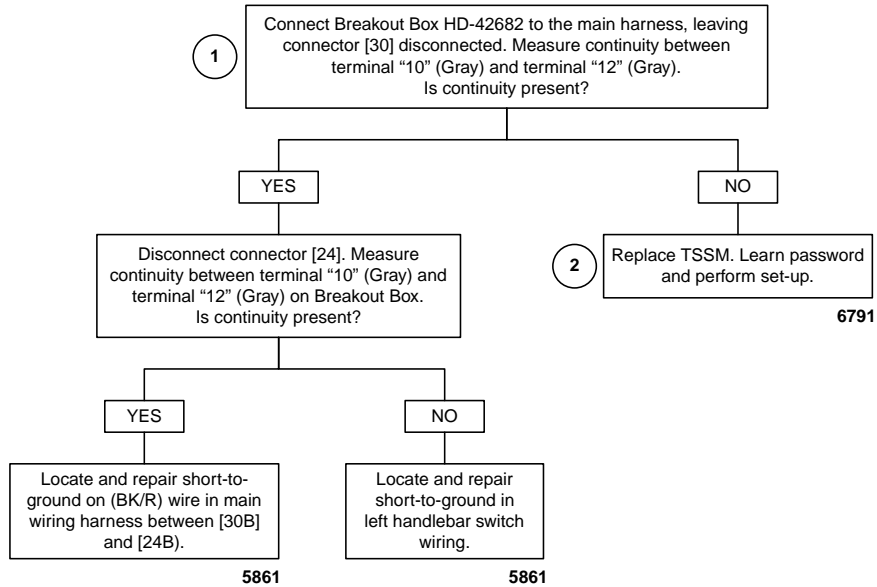 1
Connect Breakout Box HD-42682 to the main harness, leaving
connector [30] disconnected. Measure continuity between
terminal “10” (Gray) and terminal “12” (Gray).
Is continuity present?
YES
NO
Disconnect connector [24]. Measure
continuity between terminal “10” (Gray) and
terminal “12” (Gray) on Breakout Box.
Is continuity present?
2
Replace TSSM. Learn password
and perform set-up.
6791
YES
NO
Locate and repair short-to-
ground on (BK/R) wire in main
wiring harness between [30B]
and [24B).
5861
Locate and repair
short-to-ground in
left handlebar switch
wiring.
5861